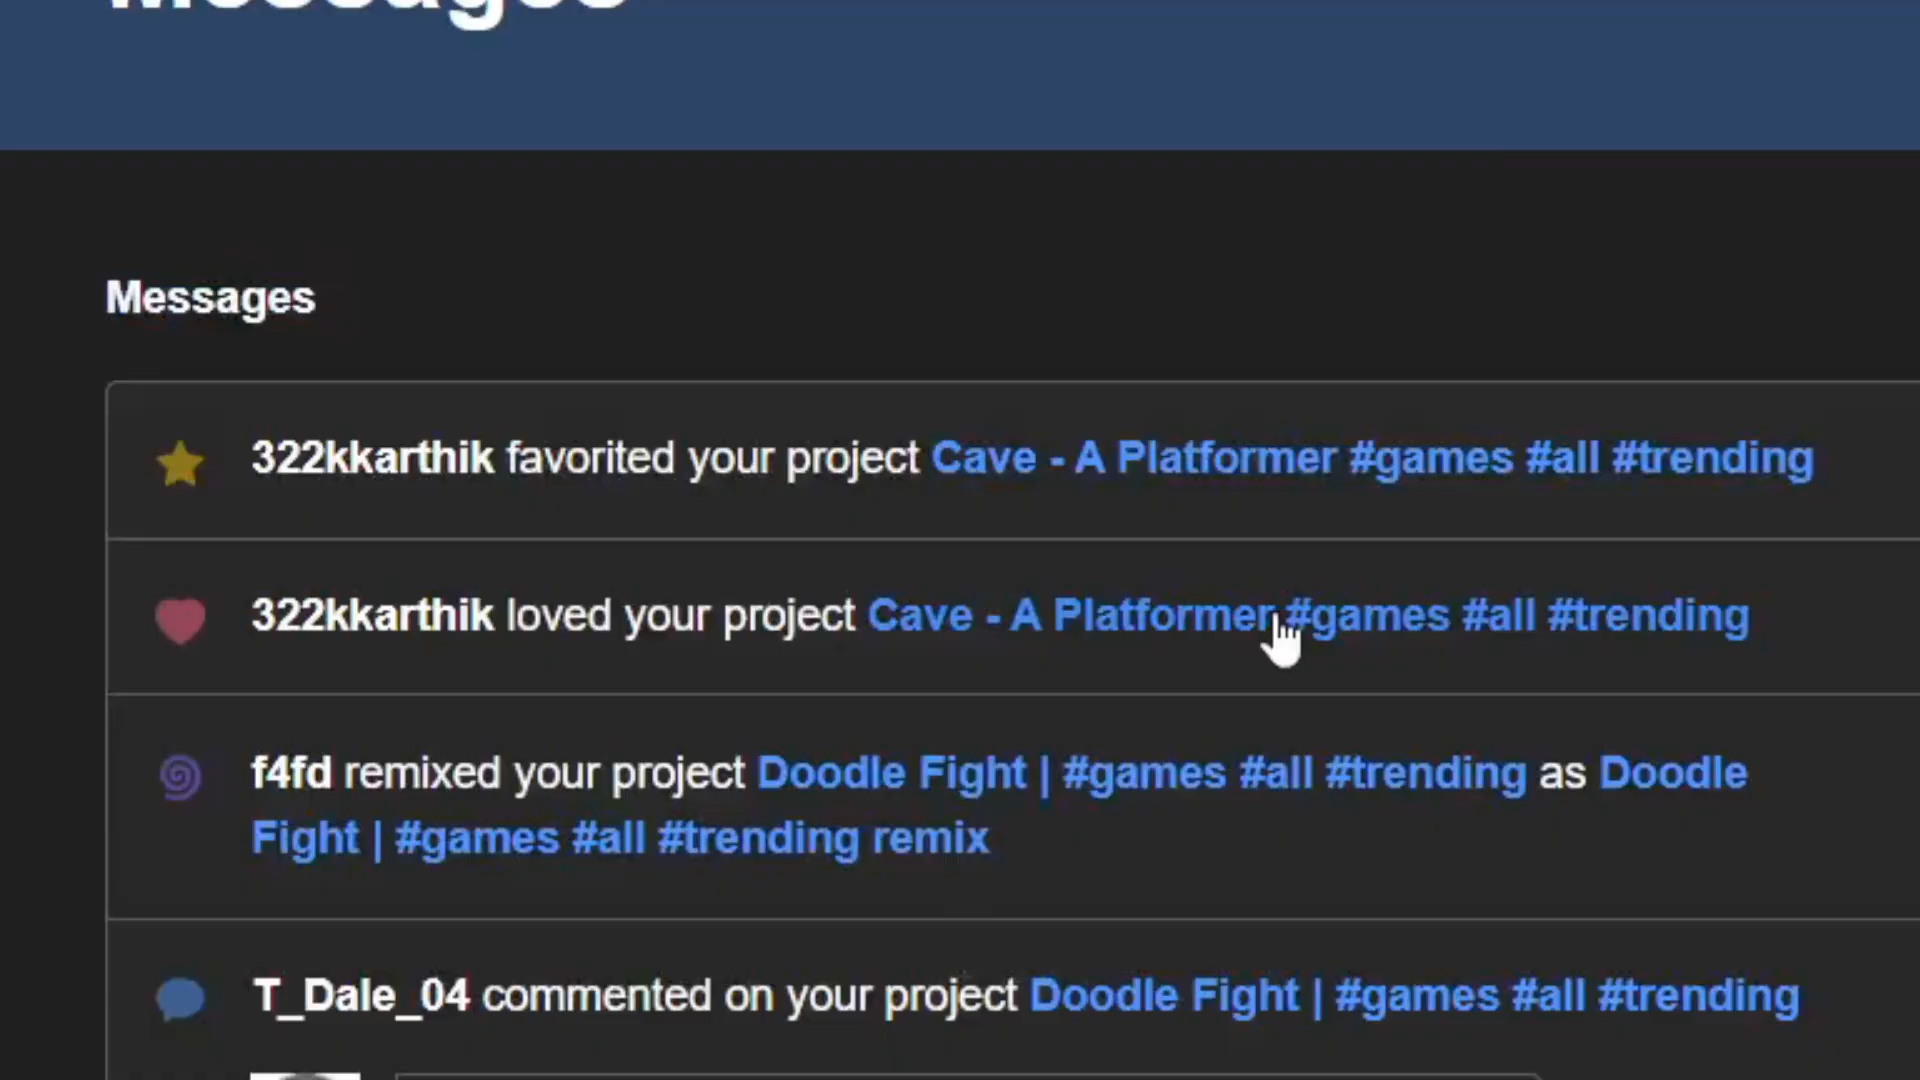 Messages
Messages
322kkarthik favorited your project Cave - A Platformer #games #all #trending
322kkarthik loved your project Cave - A Platformer #games #all #trending
f4fd remixed your project Doodle Fight | #games #all #trending as Doodle
Fight | #games #all #trending remix
T_Dale_04 commented on your project Doodle Fight | #games #all #trending